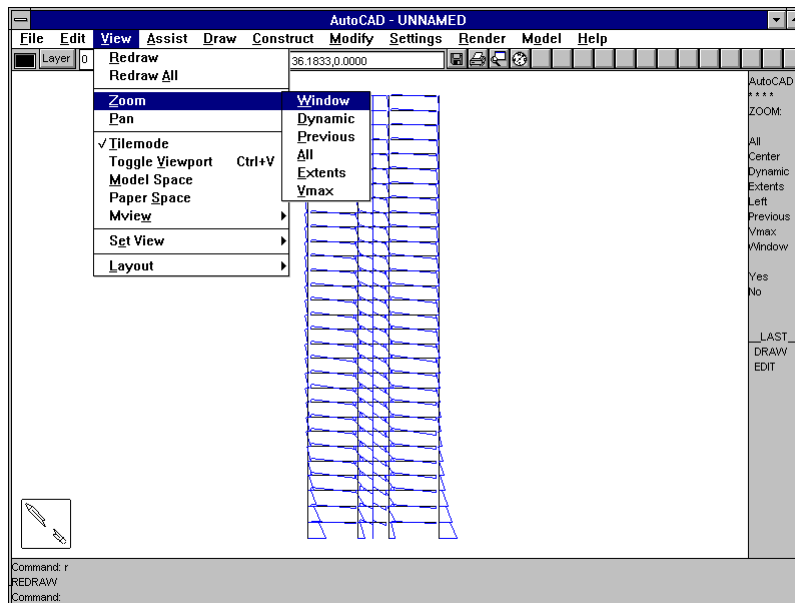 AutoCAD - UNNAMED
File Edit View Assist Draw Construct Modify Settings Render Model Help
Layer 0 36.1833,0.0000
Redraw
Redraw All
Zoom
Pan
✓ Tilemode
Toggle Viewport Ctrl+V
Model Space
Paper Space
Mview
Set View
Layout
Window
Dynamic
Previous
All
Extents
Vmax
AutoCAD
* * * *
ZOOM:
All
Center
Dynamic
Extents
Left
Previous
Vmax
Window
Yes
No
__LAST_
DRAW
EDIT
Command: r
REDRAW
Command: